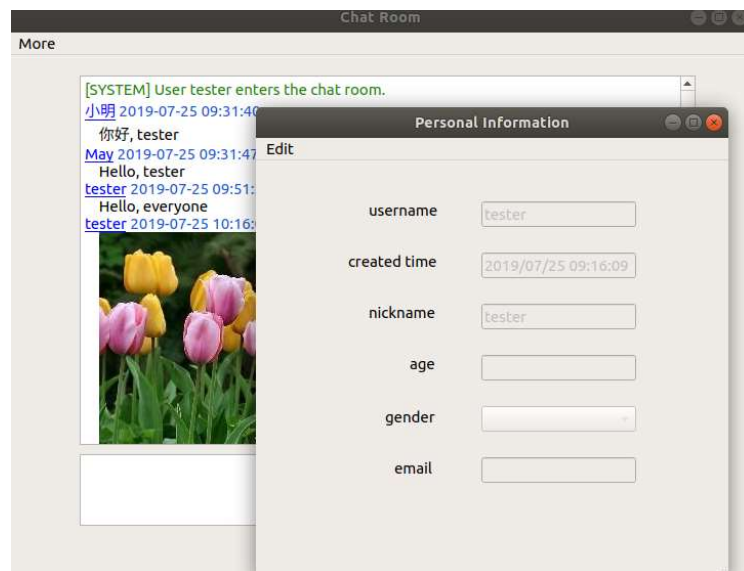 Chat Room
More
[SYSTEM] User tester enters the chat room.
小明 2019-07-25 09:31:40
你好, tester
May 2019-07-25 09:31:47
Hello, tester
tester 2019-07-25 09:51:
Hello, everyone
tester 2019-07-25 10:16:
Personal Information
Edit
username
tester
created time
2019/07/25 09:16:09
nickname
tester
age
gender
email